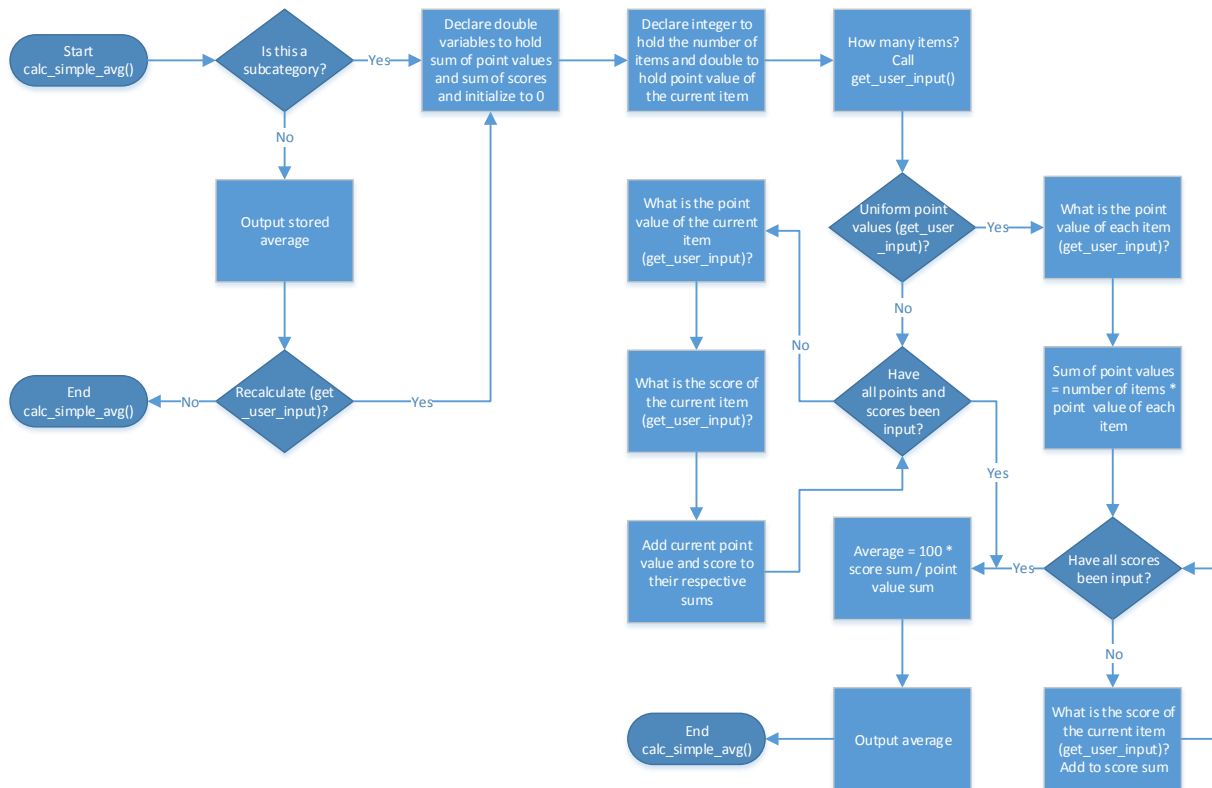 Start
calc_simple_avg()
Is this a
subcategory?
Yes
Declare double
variables to hold
sum of point values
and sum of scores
and initialize to 0
Declare integer to
hold the number of
items and double to
hold point value of
the current item
How many items?
Call
get_user_input()
No
Output stored
average
What is the point
value of the current
item
(get_user_input)?
Uniform point
values (get_user
_input)?
Yes
What is the point
value of each item
(get_user_input)?
No
No
End
calc_simple_avg()
No
Recalculate (get
_user_input)?
Yes
What is the score of
the current item
(get_user_input)?
Have
all points and
scores been
input?
Sum of point values
= number of items *
point value of each
item
Yes
Add current point
value and score to
their respective
sums
Average = 100 *
score sum / point
value sum
Yes
Have all scores
been input?
No
End
calc_simple_avg()
Output average
What is the score of
the current item
(get_user_input)?
Add to score sum